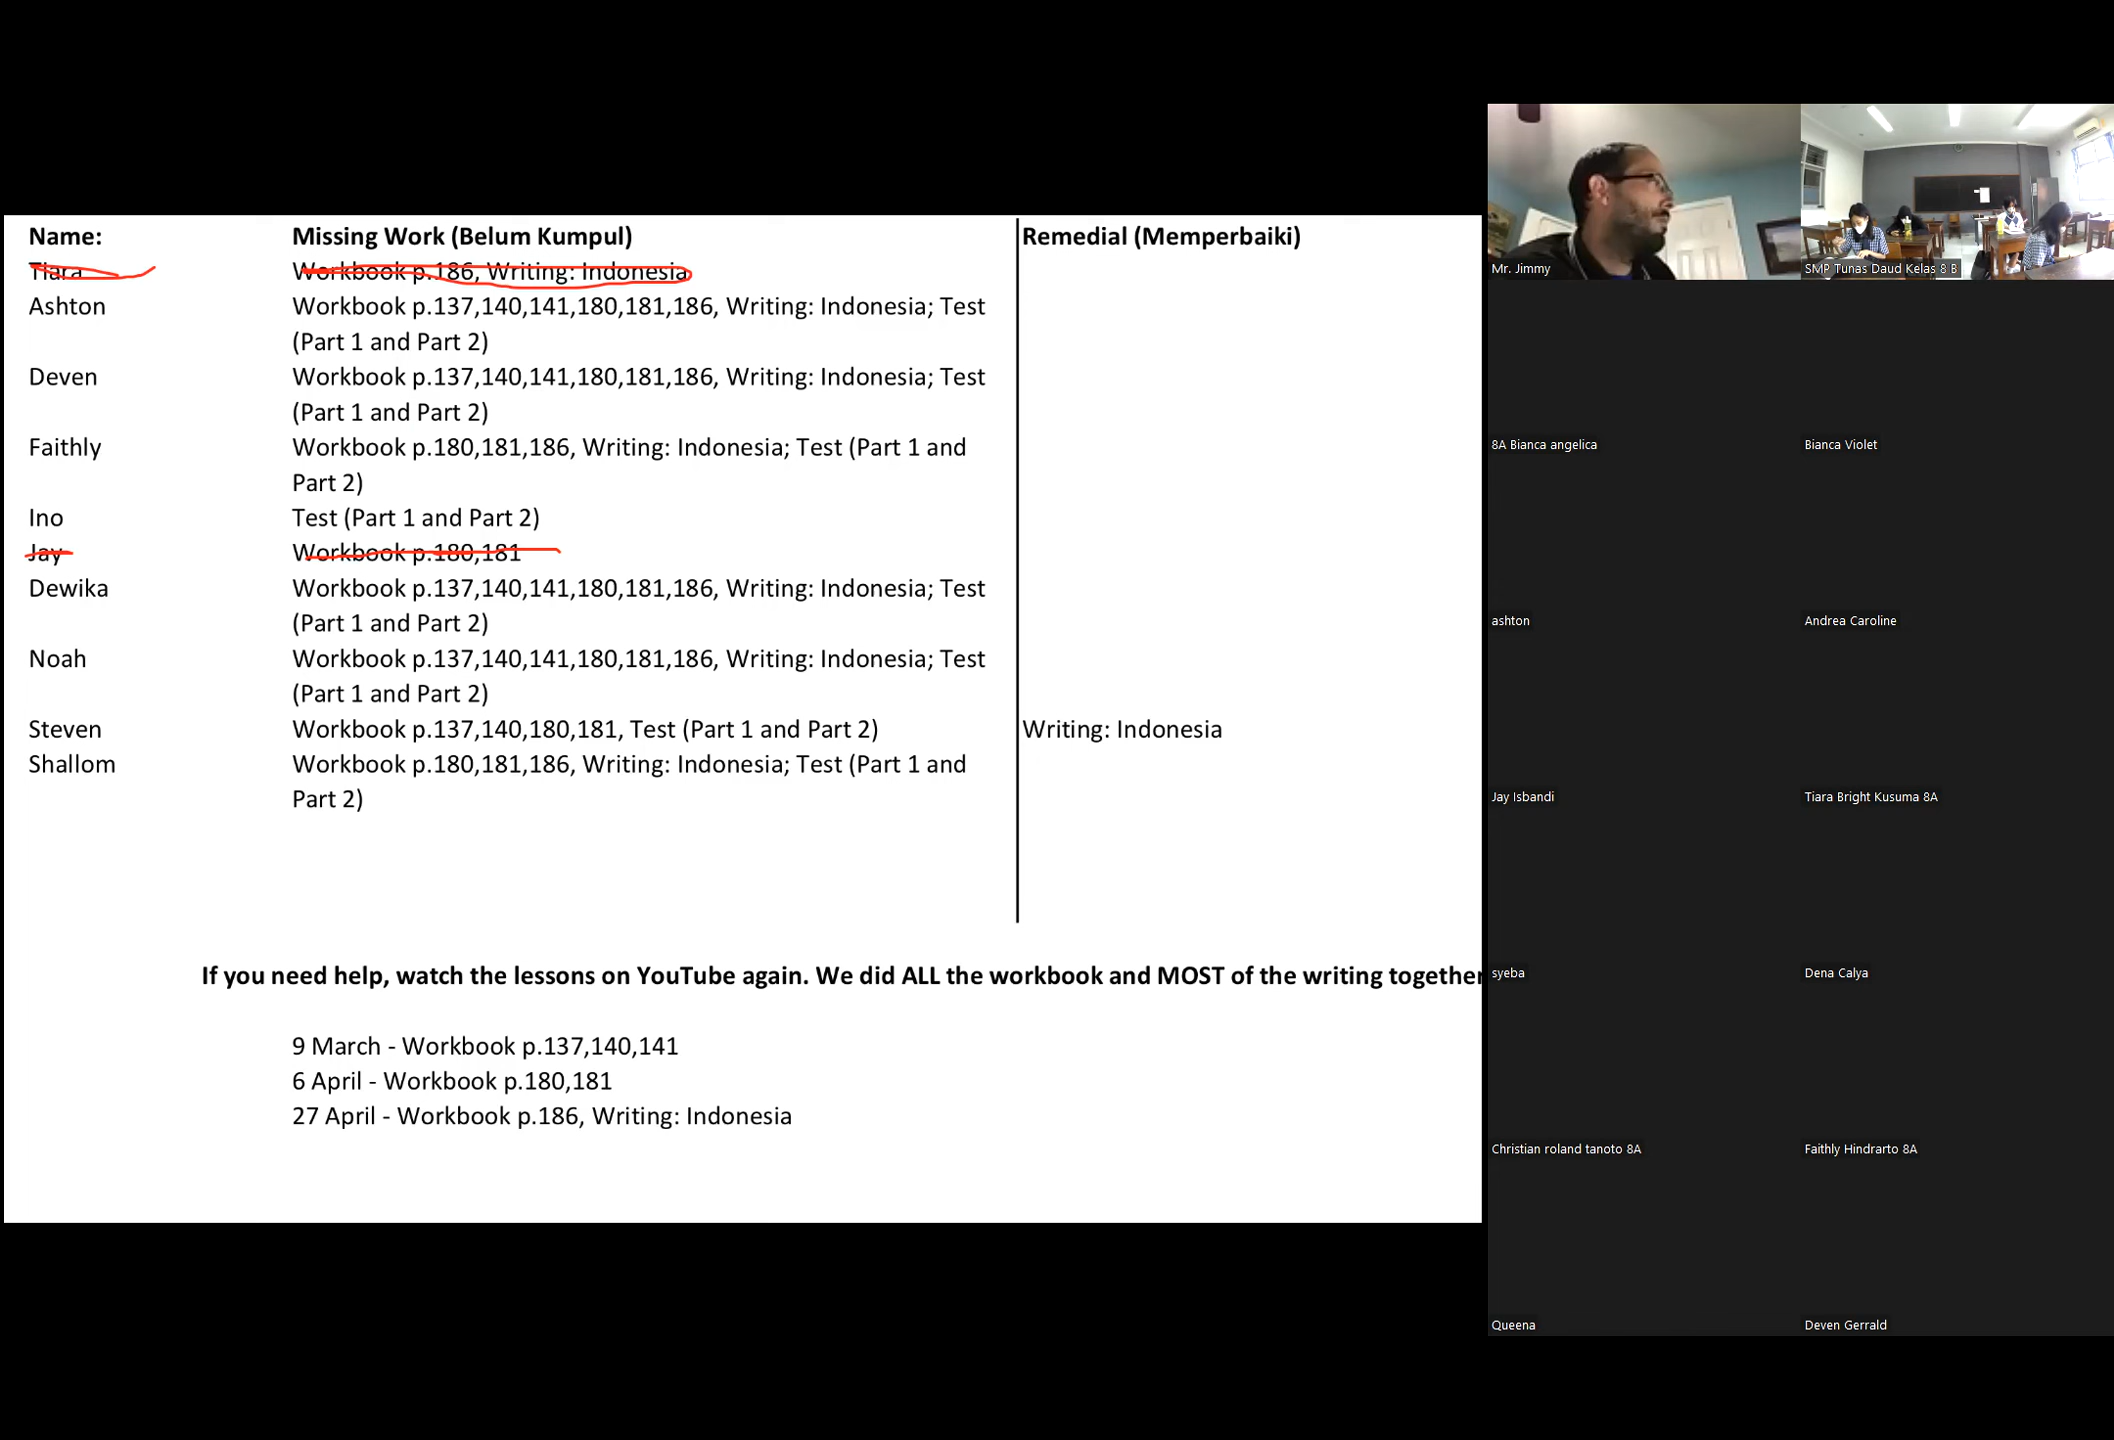 Name: Missing Work (Belum Kumpul) Remedial (Memperbaiki)
Tiara Workbook p.186, Writing: Indonesia
Ashton Workbook p.137,140,141,180,181,186, Writing: Indonesia; Test
(Part 1 and Part 2)
Deven Workbook p.137,140,141,180,181,186, Writing: Indonesia; Test
(Part 1 and Part 2)
Faithly Workbook p.180,181,186, Writing: Indonesia; Test (Part 1 and
Part 2)
Ino Test (Part 1 and Part 2)
Jay Workbook p.180,181
Dewika Workbook p.137,140,141,180,181,186, Writing: Indonesia; Test
(Part 1 and Part 2)
Noah Workbook p.137,140,141,180,181,186, Writing: Indonesia; Test
(Part 1 and Part 2)
Steven Workbook p.137,140,180,181, Test (Part 1 and Part 2) Writing: Indonesia
Shallom Workbook p.180,181,186, Writing: Indonesia; Test (Part 1 and
Part 2)
If you need help, watch the lessons on YouTube again. We did ALL the workbook and MOST of the writing together
9 March - Workbook p.137,140,141
6 April - Workbook p.180,181
27 April - Workbook p.186, Writing: Indonesia
Mr. Jimmy
SMP Tunas Daud Kelas 8 B
8A Bianca angelica
Bianca Violet
ashton
Andrea Caroline
Jay Isbandi
Tiara Bright Kusuma 8A
syeba
Dena Calya
Christian roland tanoto 8A
Faithly Hindrarto 8A
Queena
Deven Gerrald